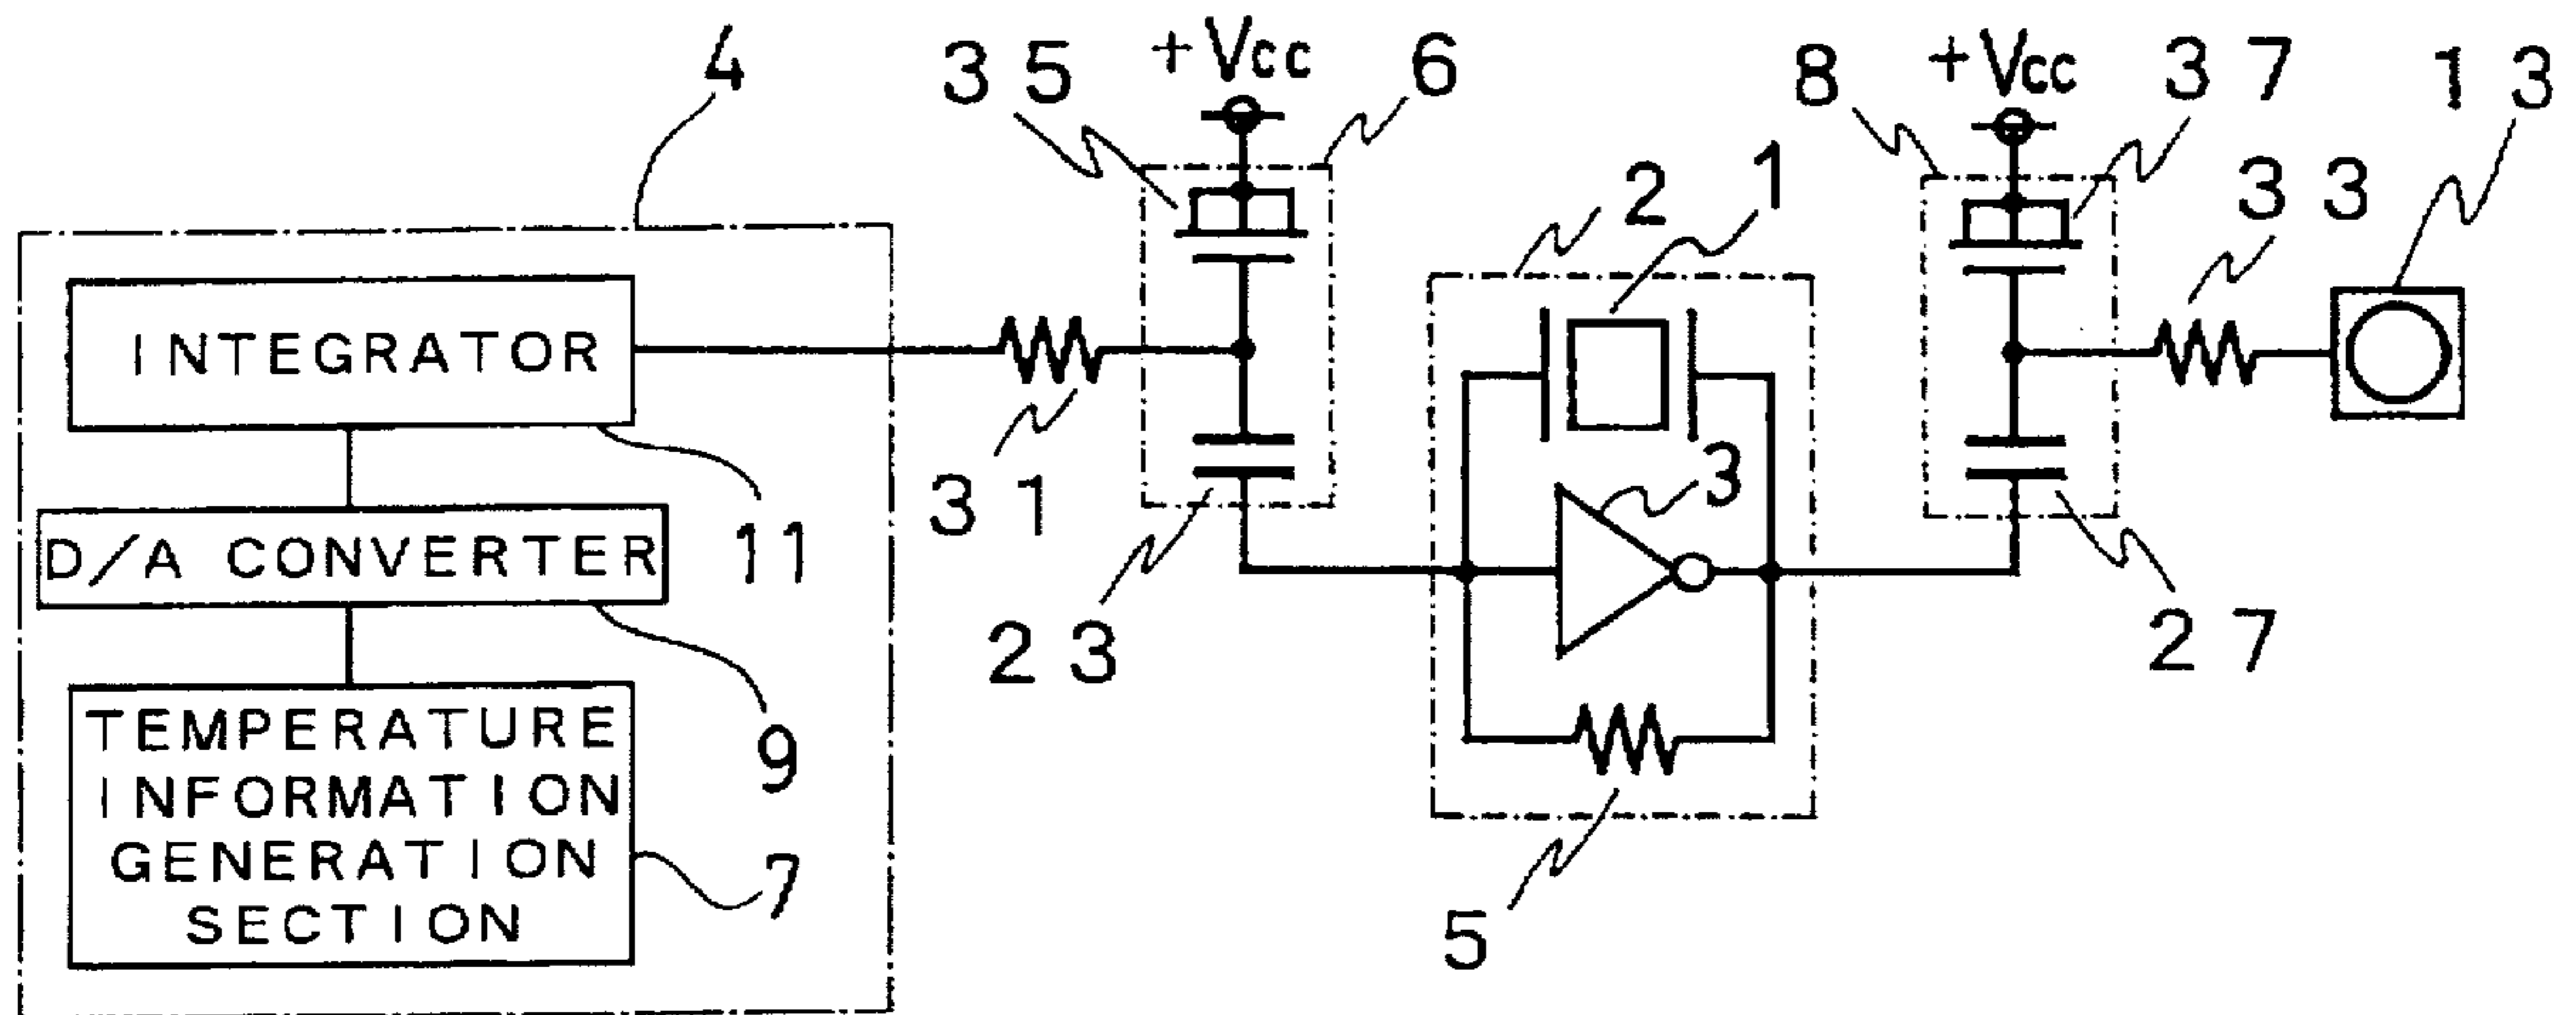 4
35
+Vcc
6
8
+Vcc
37
13
33
2
1
INTEGRATOR
31
11
3
D/A CONVERTER
23
27
9
TEMPERATURE
INFORMATION
GENERATION
SECTION
7
5